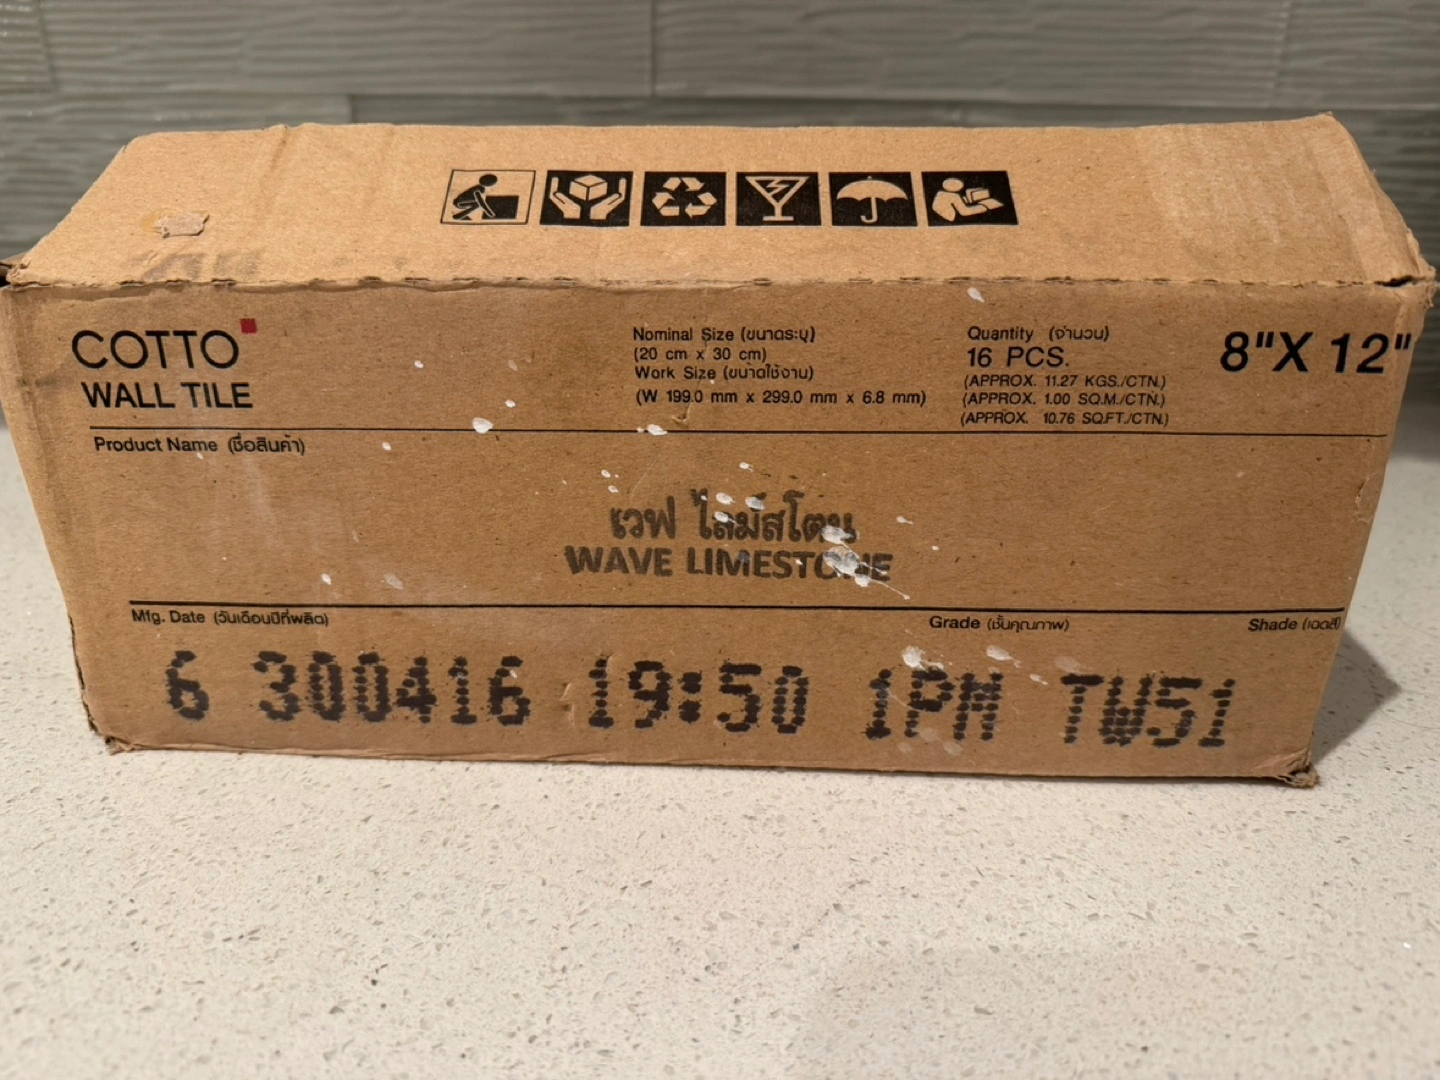 COTTO
WALL TILE
Nominal Size (ขนาดระบุ)
(20 cm x 30 cm)
Work Size (ขนาดใช้งาน)
(W 199.0 mm x 299.0 mm x 6.8 mm)
Quantity (จำนวน)
16 PCS.
(APPROX. 11.27 KGS./CTN.)
(APPROX. 1.00 SQ.M./CTN.)
(APPROX. 10.76 SQ.FT./CTN.)
8"X 12"
Product Name (ชื่อสินค้า)
เวฟ ไลม์สโตน
WAVE LIMESTONE
Mfg. Date (วันเดือนปีที่ผลิต)
Grade (ชั้นคุณภาพ)
Shade (เฉดสี)
6 300416 19:50 1PM TW51